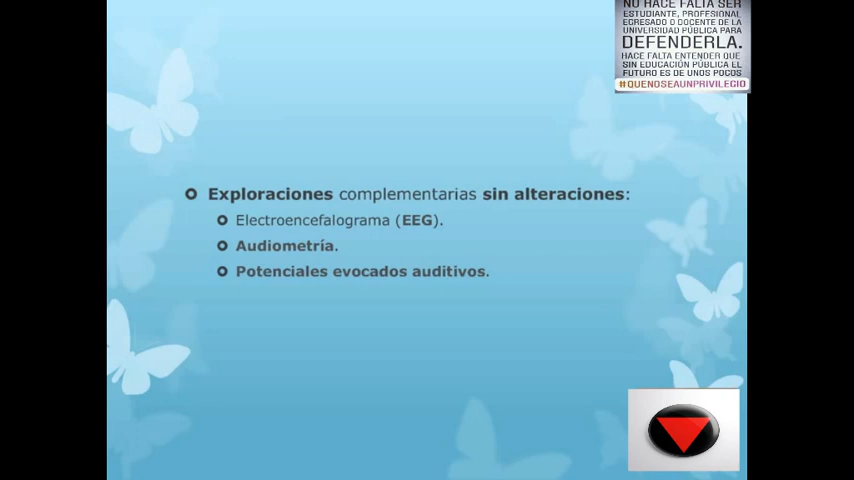 NO HACE FALTA SER
ESTUDIANTE, PROFESIONAL
EGRESADO O DOCENTE DE LA
UNIVERSIDAD PÚBLICA PARA
DEFENDERLA.
HACE FALTA ENTENDER QUE
SIN EDUCACIÓN PÚBLICA EL
FUTURO ES DE UNOS POCOS
#QUENOSEAUNPRIVILEGIO
Exploraciones complementarias sin alteraciones:
Electroencefalograma (EEG).
Audiometría.
Potenciales evocados auditivos.